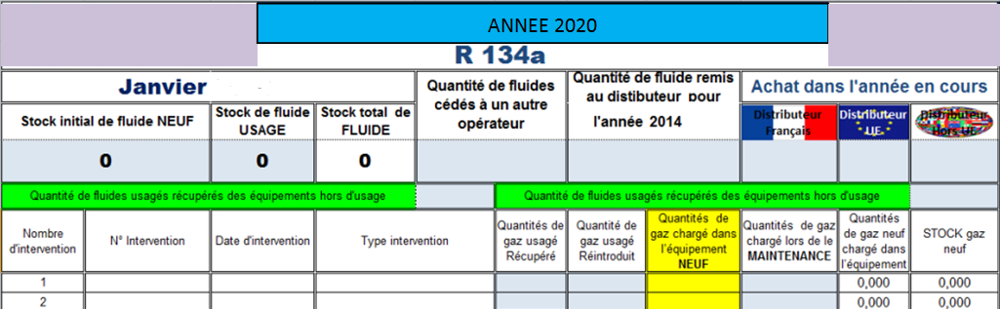 ANNEE 2020
R 134a
Janvier
Quantité de fluides
cédés à un autre
opérateur
Quantité de fluide remis
au distibuteur pour
l'année 2014
Achat dans l'année en cours
Stock initial de fluide NEUF
Stock de fluide
USAGE
Stock total de
FLUIDE
Distributeur
Français
Distributeur
UE.
Distributeur
Hors UE
0
0
0
Quantité de fluides usagés récupérés des équipements hors d'usage
Quantité de fluides usagés récupérés des équipements hors d'usage
Nombre
d'intervention
N° Intervention
Date d'intervention
Type intervention
Quantités de
gaz usagé
Récupéré
Quantité de
gaz usagé
Réintroduit
Quantités de
gaz chargé dans
l'équipement
NEUF
Quantités de gaz
chargé lors de le
MAINTENANCE
Quantités
de gaz neuf
chargé dans
l'équipement
STOCK gaz
neuf
1
0,000
0,000
2
0,000
0,000